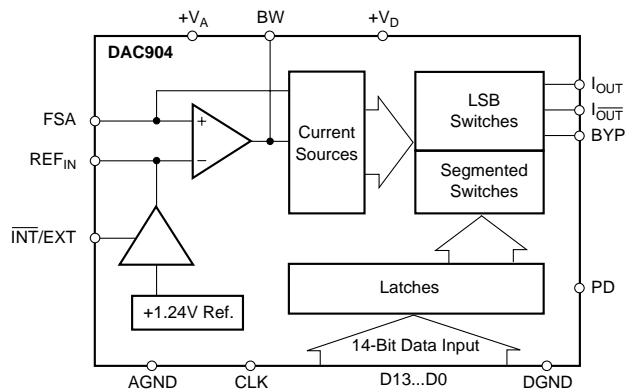 +VA
BW
+VD
DAC904
FSA
REFIN
INT/EXT
+
–
Current
Sources
LSB
Switches
Segmented
Switches
IOUT
IOUT
BYP
PD
+1.24V Ref.
Latches
14-Bit Data Input
AGND
CLK
D13...D0
DGND